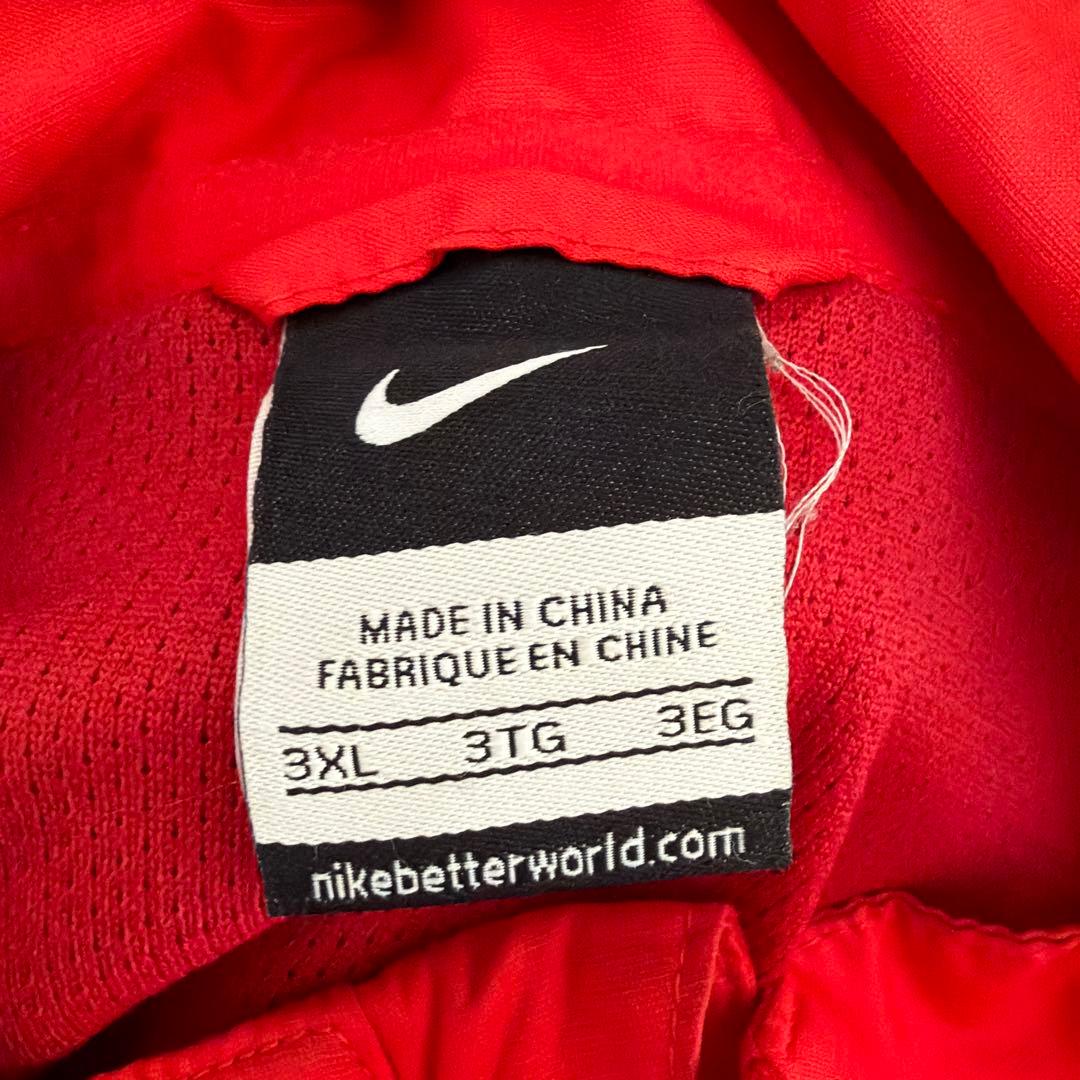 MADE IN CHINA
FABRIQUE EN CHINE
3XL 3TG 3EG
nikebetterworld.com